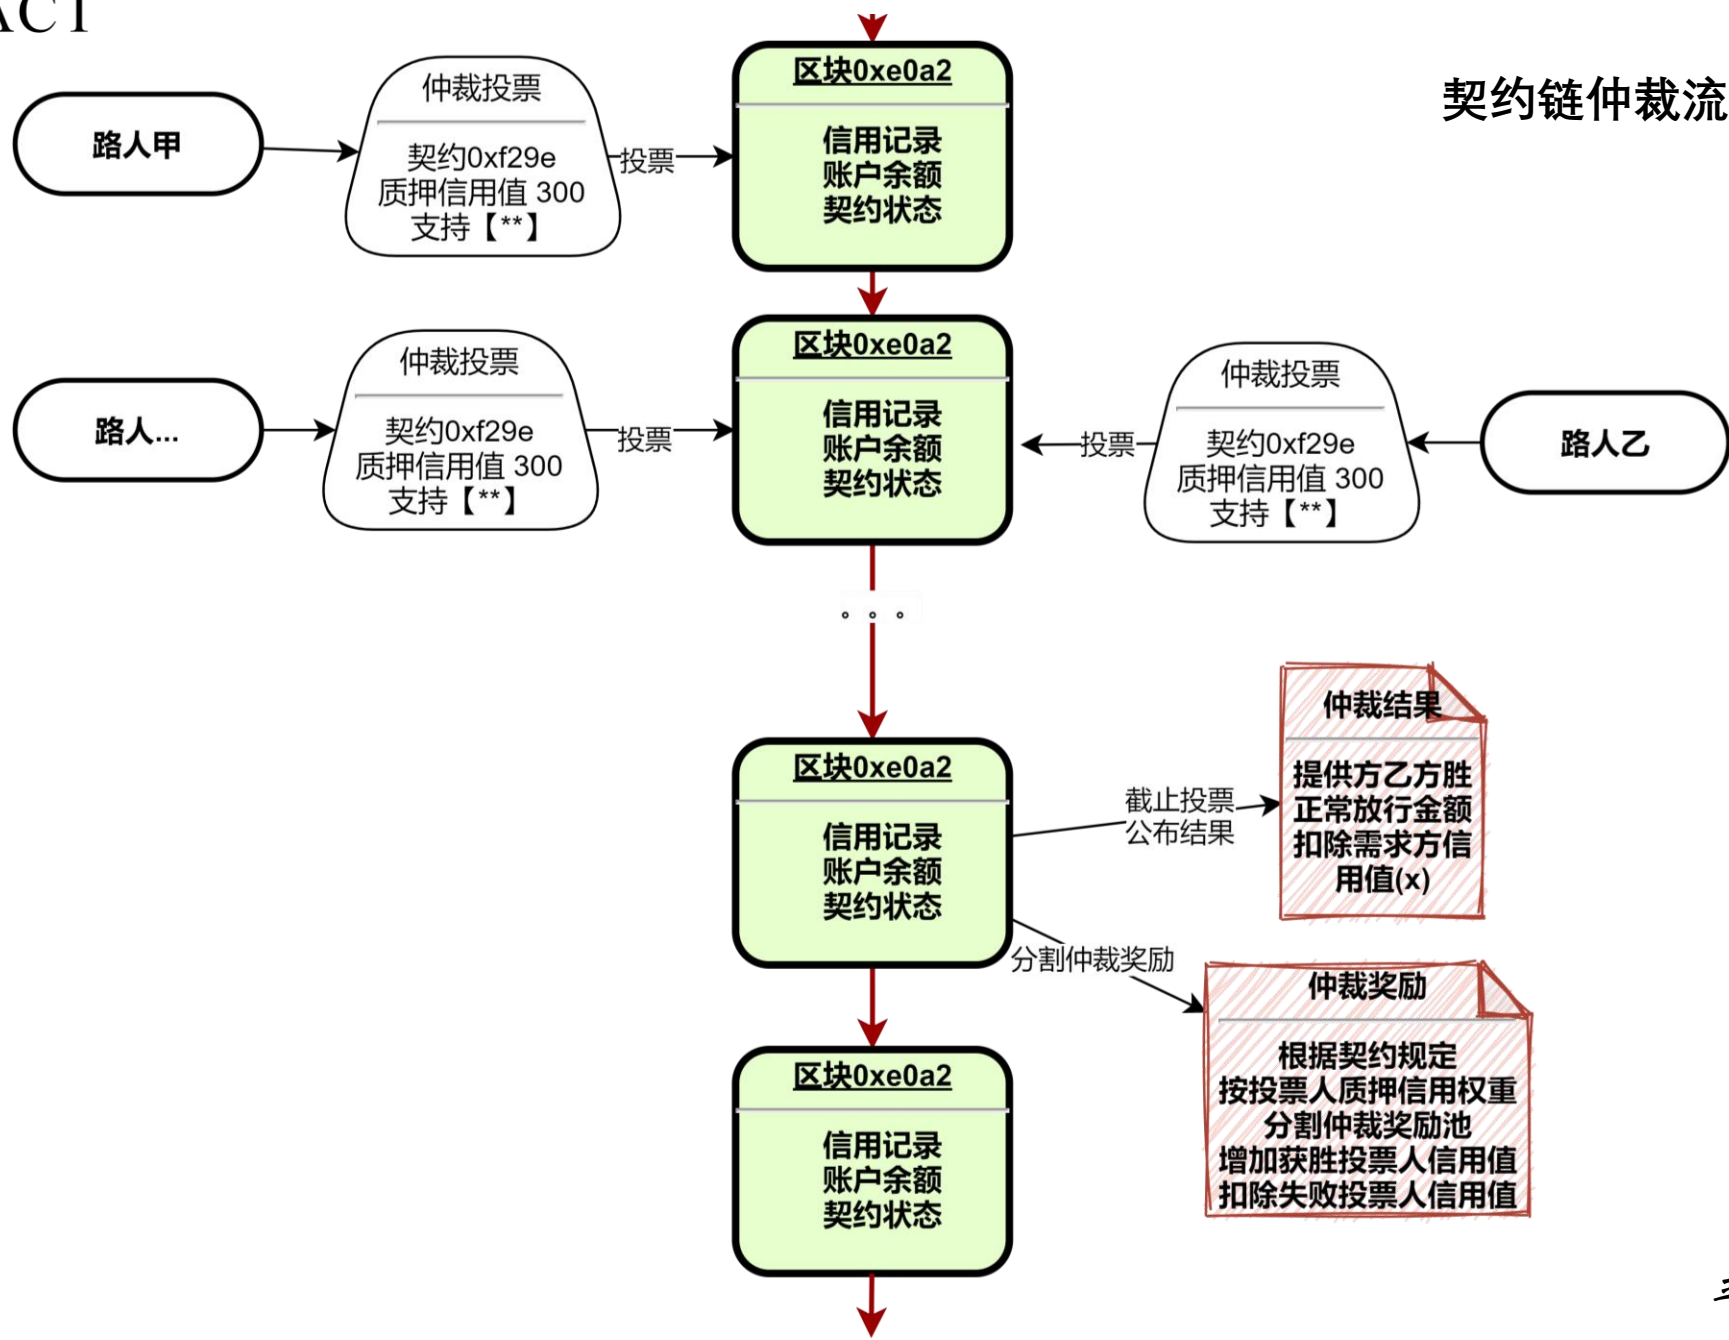 ACT
契约链仲裁流
区块0xe0a2
信用记录
账户余额
契约状态
路人甲
仲裁投票
契约0xf29e
质押信用值 300
支持【**】
投票
区块0xe0a2
信用记录
账户余额
契约状态
路人...
仲裁投票
契约0xf29e
质押信用值 300
支持【**】
投票
投票
仲裁投票
契约0xf29e
质押信用值 300
支持【**】
路人乙
。。。
区块0xe0a2
信用记录
账户余额
契约状态
截止投票
公布结果
仲裁结果
提供方乙方胜
正常放行金额
扣除需求方信
用值(x)
分割仲裁奖励
仲裁奖励
根据契约规定
按投票人质押信用权重
分割仲裁奖励池
增加获胜投票人信用值
扣除失败投票人信用值
区块0xe0a2
信用记录
账户余额
契约状态